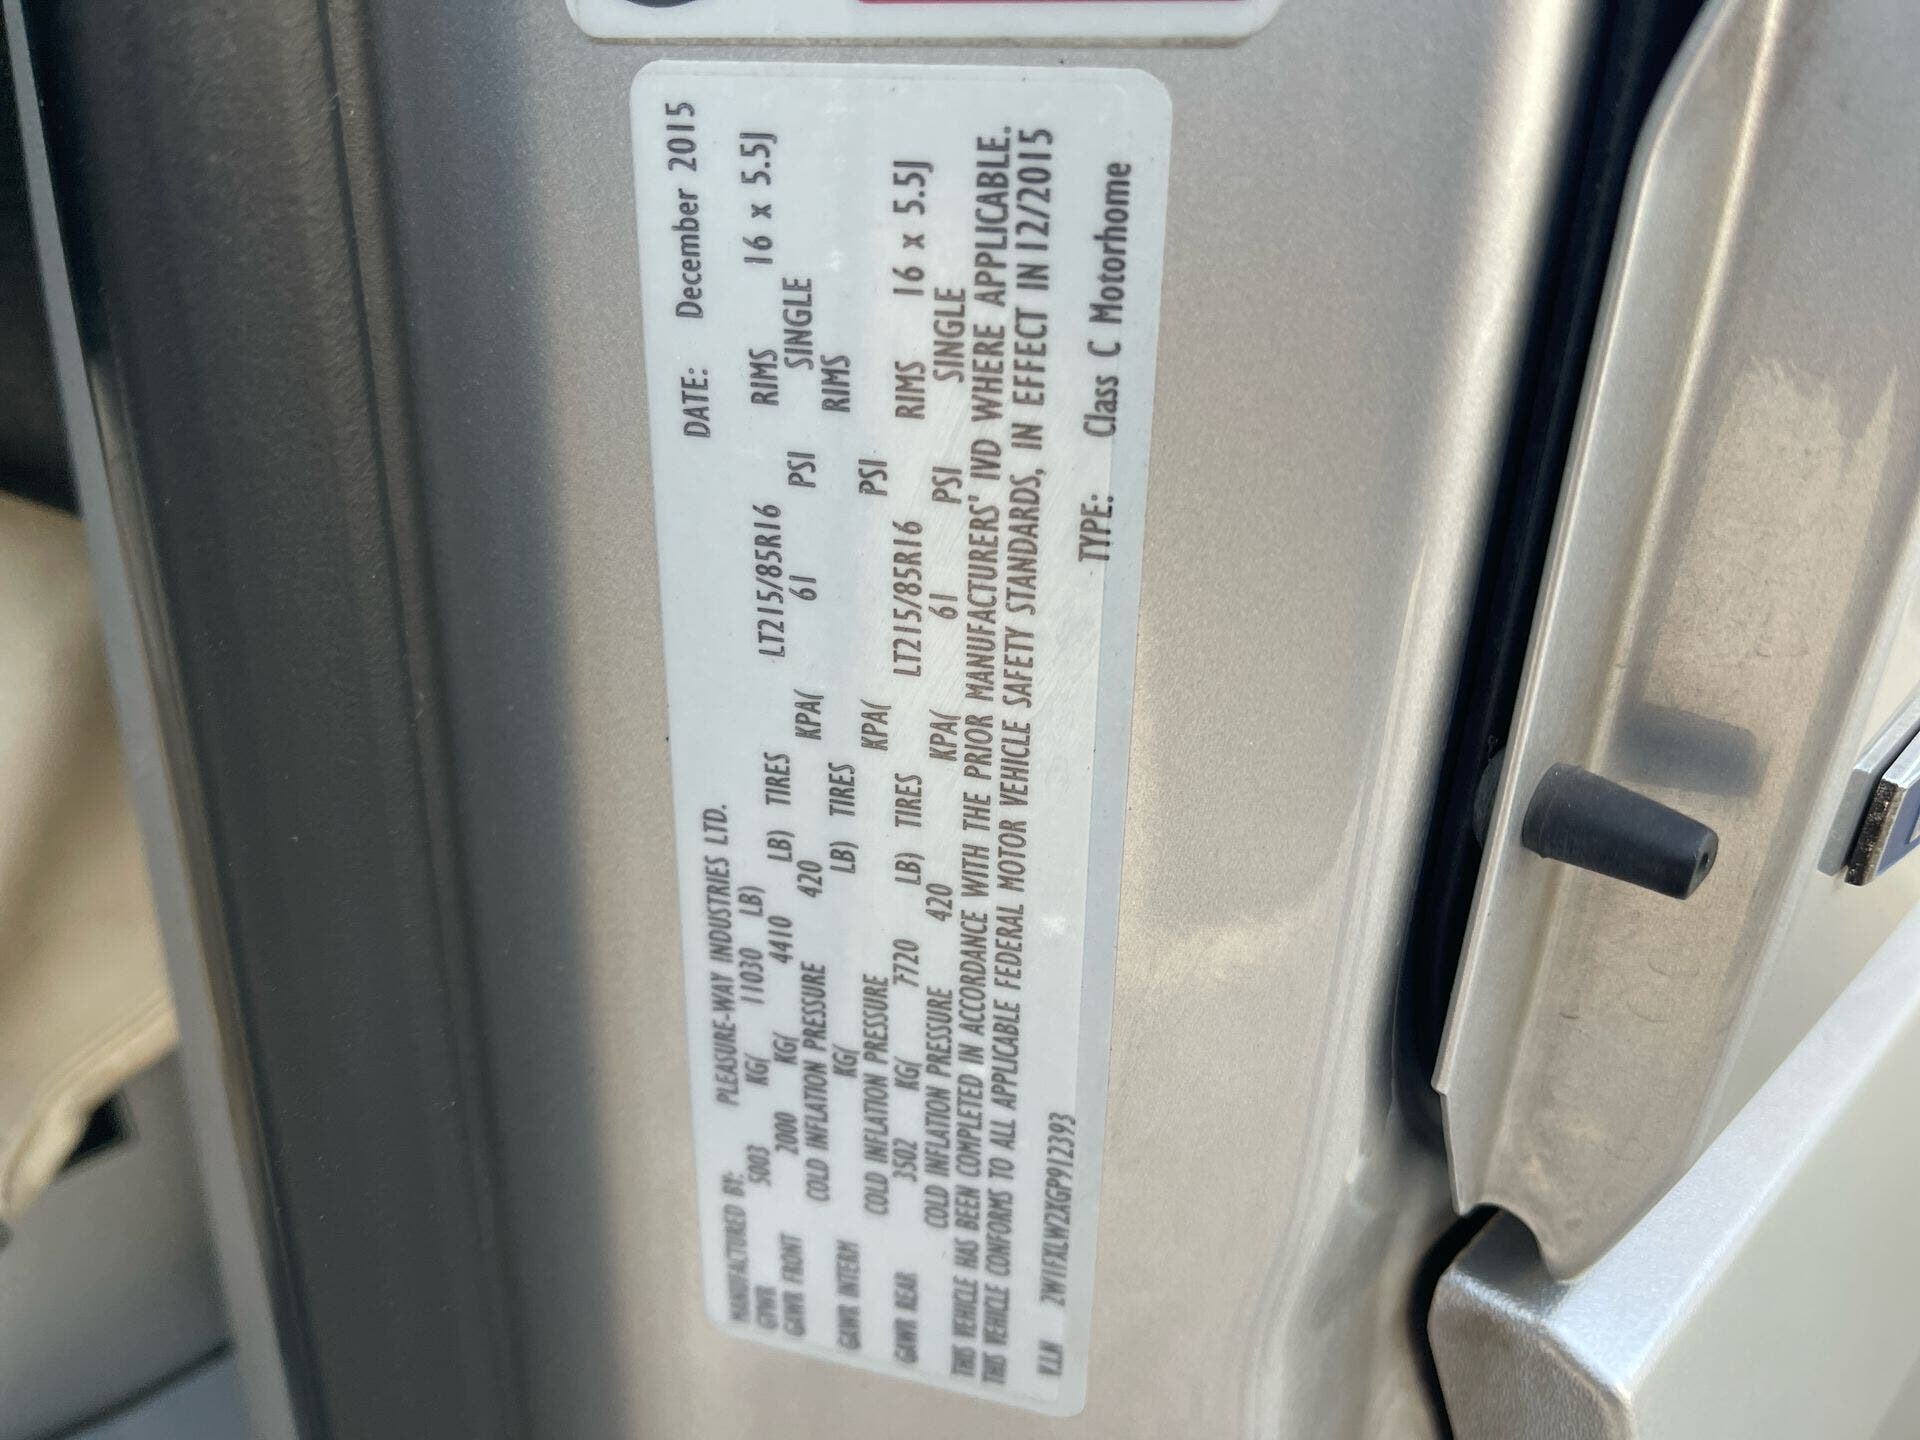 MANUFACTURED BY: PLEASURE-WAY INDUSTRIES LTD. DATE: December 2015
GVWR 5003 KG( 11030 LB)
GAWR FRONT 2000 KG( 4410 LB) TIRES LT215/85R16 RIMS 16 x 5.5J
COLD INFLATION PRESSURE 420 KPA( 61 PSI SINGLE
GAWR INTERM KG( LB) TIRES RIMS
COLD INFLATION PRESSURE KPA( PSI
GAWR REAR 3502 KG( 7720 LB) TIRES LT215/85R16 RIMS 16 x 5.5J
COLD INFLATION PRESSURE 420 KPA( 61 PSI SINGLE
THIS VEHICLE HAS BEEN COMPLETED IN ACCORDANCE WITH THE PRIOR MANUFACTURERS' IVD WHERE APPLICABLE.
THIS VEHICLE CONFORMS TO ALL APPLICABLE FEDERAL MOTOR VEHICLE SAFETY STANDARDS, IN EFFECT IN 12/2015
V.I.N 2W1FXLW2XGP912393 TYPE: Class C Motorhome